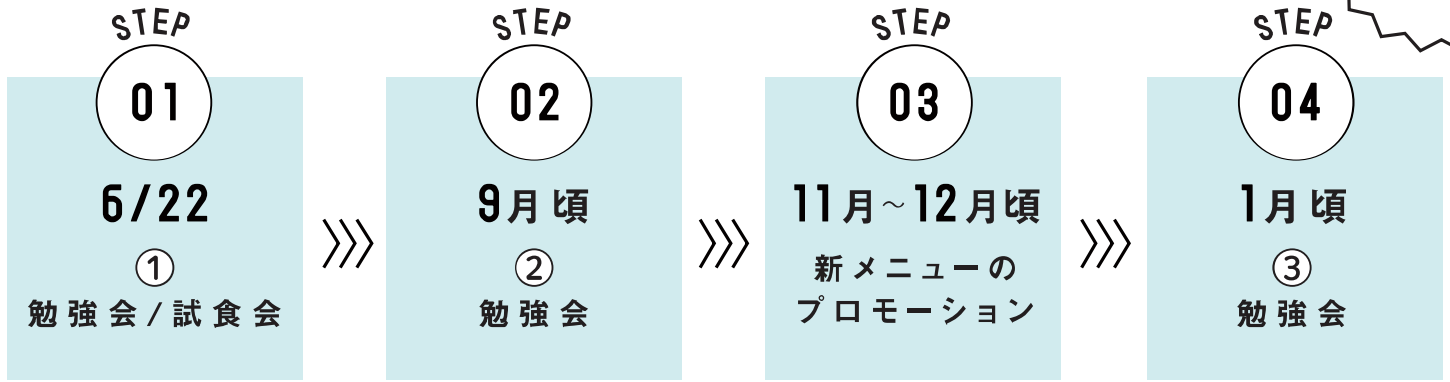 STEP
01
6/22
①
勉強会/試食会
STEP
02
9月頃
②
勉強会
STEP
03
11月~12月頃
新メニューの
プロモーション
STEP
04
1月頃
③
勉強会